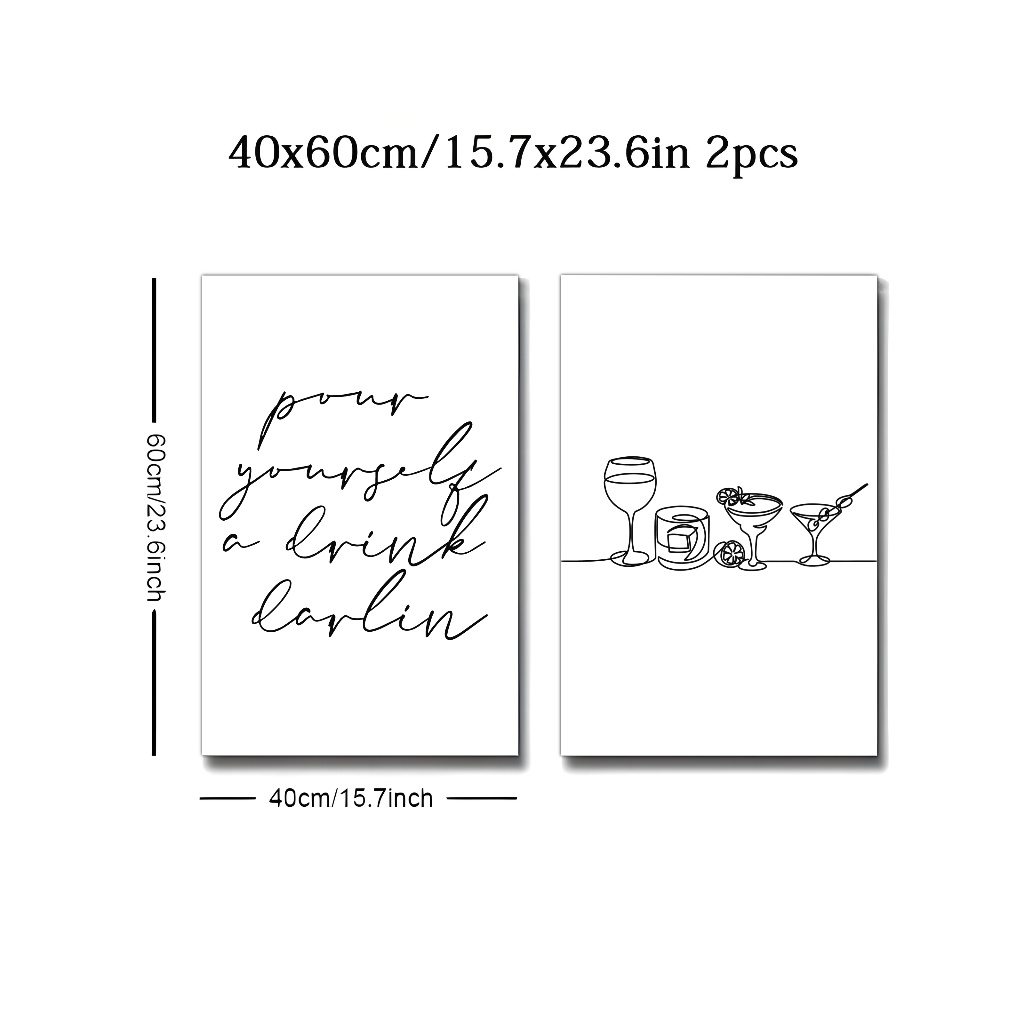 40x60cm/15.7x23.6in 2pcs
60cm/23.6inch
pour
yourself
a drink
darlin
40cm/15.7inch